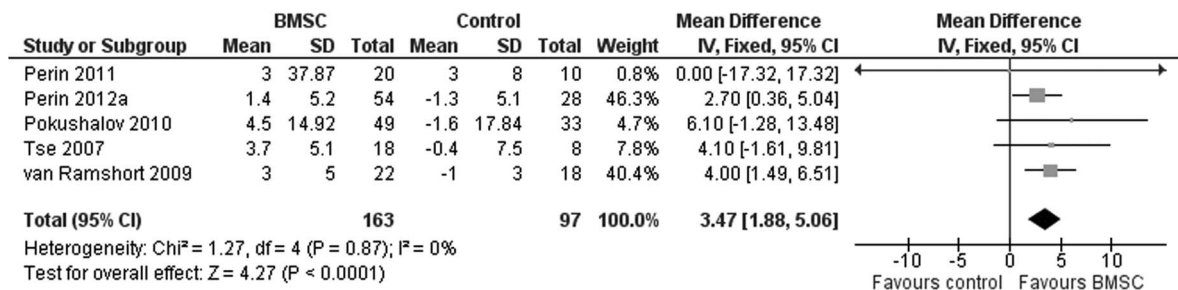 BMSC Control Mean Difference Mean Difference
Study or Subgroup Mean SD Total Mean SD Total Weight IV, Fixed, 95% CI IV, Fixed, 95% CI
Perin 2011 3 37.87 20 3 8 10 0.8% 0.00 [-17.32, 17.32]
Perin 2012a 1.4 5.2 54 -1.3 5.1 28 46.3% 2.70 [0.36, 5.04]
Pokushalov 2010 4.5 14.92 49 -1.6 17.84 33 4.7% 6.10 [-1.28, 13.48]
Tse 2007 3.7 5.1 18 -0.4 7.5 8 7.8% 4.10 [-1.61, 9.81]
van Ramshort 2009 3 5 22 -1 3 18 40.4% 4.00 [1.49, 6.51]
Total (95% CI) 163 97 100.0% 3.47 [1.88, 5.06]
Heterogeneity: Chi² = 1.27, df = 4 (P = 0.87); I² = 0%
Test for overall effect: Z = 4.27 (P < 0.0001)
-10 -5 0 5 10
Favours control Favours BMSC